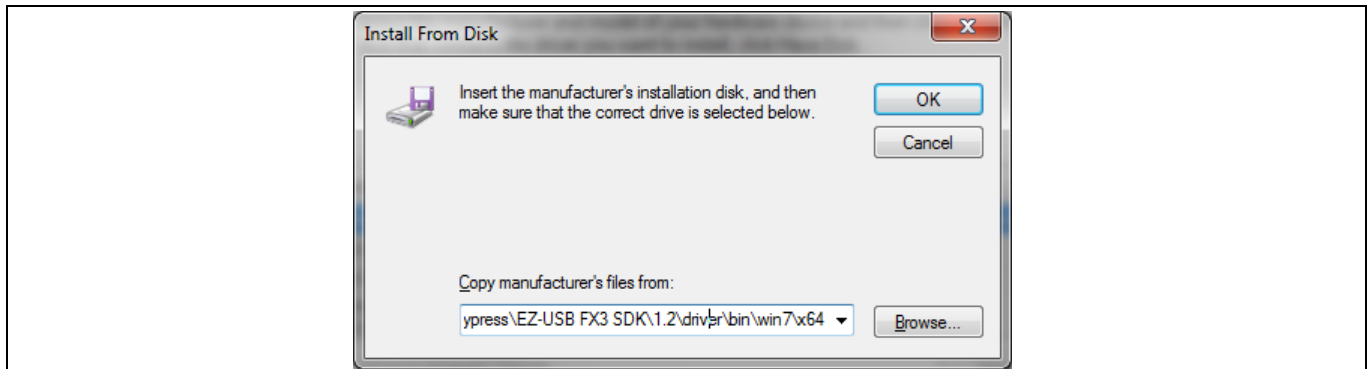 Install From Disk
Insert the manufacturer's installation disk, and then
make sure that the correct drive is selected below.
OK
Cancel
Copy manufacturer's files from:
ypress\EZ-USB FX3 SDK\1.2\driver\bin\win7\x64
Browse...